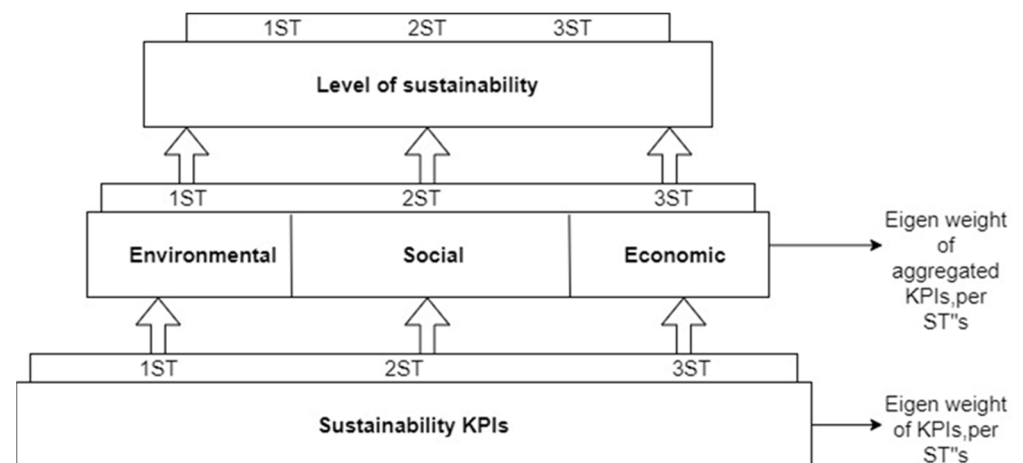 1ST 2ST 3ST
Level of sustainability
1ST 2ST 3ST
Environmental Social Economic
Eigen weight
of
aggregated
KPIs,per
ST"s
1ST 2ST 3ST
Sustainability KPIs
Eigen weight
of KPIs,per
ST"s